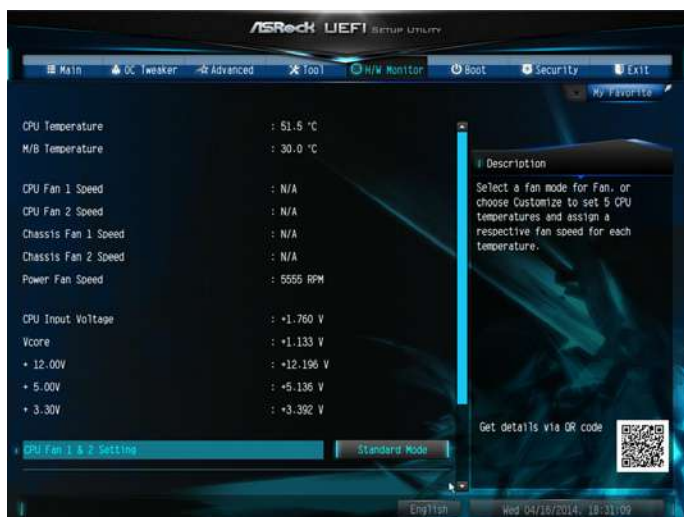 ASRock UEFI SETUP UTILITY
Main OC Tweaker Advanced Tool H/W Monitor Boot Security Exit
My Favorite
CPU Temperature : 51.5 °C
M/B Temperature : 30.0 °C
CPU Fan 1 Speed : N/A
CPU Fan 2 Speed : N/A
Chassis Fan 1 Speed : N/A
Chassis Fan 2 Speed : N/A
Power Fan Speed : 5555 RPM
CPU Input Voltage : +1.760 V
Vcore : +1.133 V
+ 12.00V : +12.196 V
+ 5.00V : +5.136 V
+ 3.30V : +3.392 V
CPU Fan 1 & 2 Setting Standard Mode
Description
Select a fan mode for Fan, or
choose Customize to set 5 CPU
temperatures and assign a
respective fan speed for each
temperature.
Get details via QR code
English Wed 04/16/2014, 18:31:09